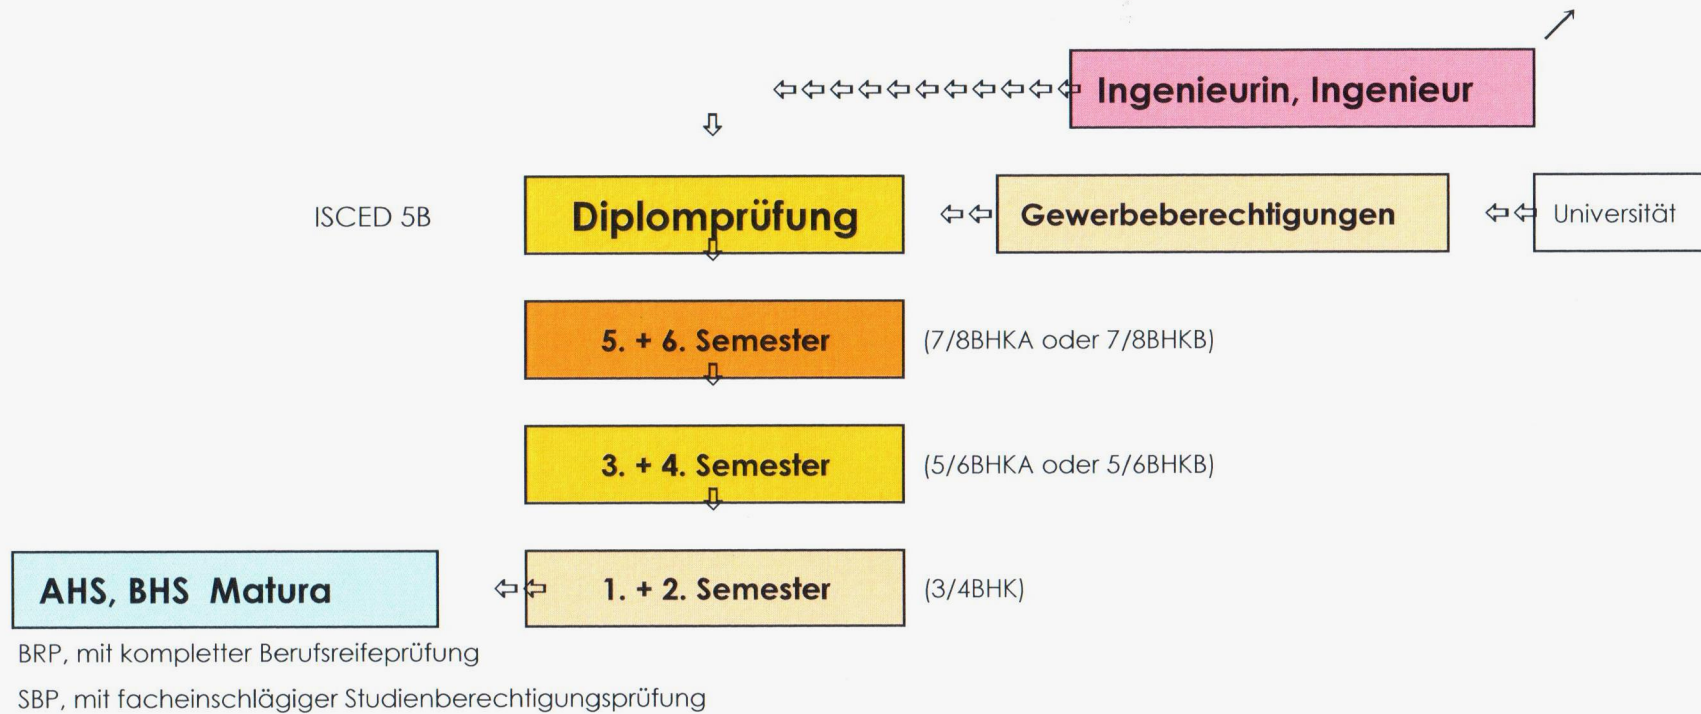 Ingenieurin, Ingenieur
ISCED 5B
Diplomprüfung
Gewerbeberechtigungen
Universität
5. + 6. Semester
(7/8BHKA oder 7/8BHKB)
3. + 4. Semester
(5/6BHKA oder 5/6BHKB)
AHS, BHS Matura
1. + 2. Semester
(3/4BHK)
BRP, mit kompletter Berufsreifeprüfung
SBP, mit facheinschlägiger Studienberechtigungsprüfung